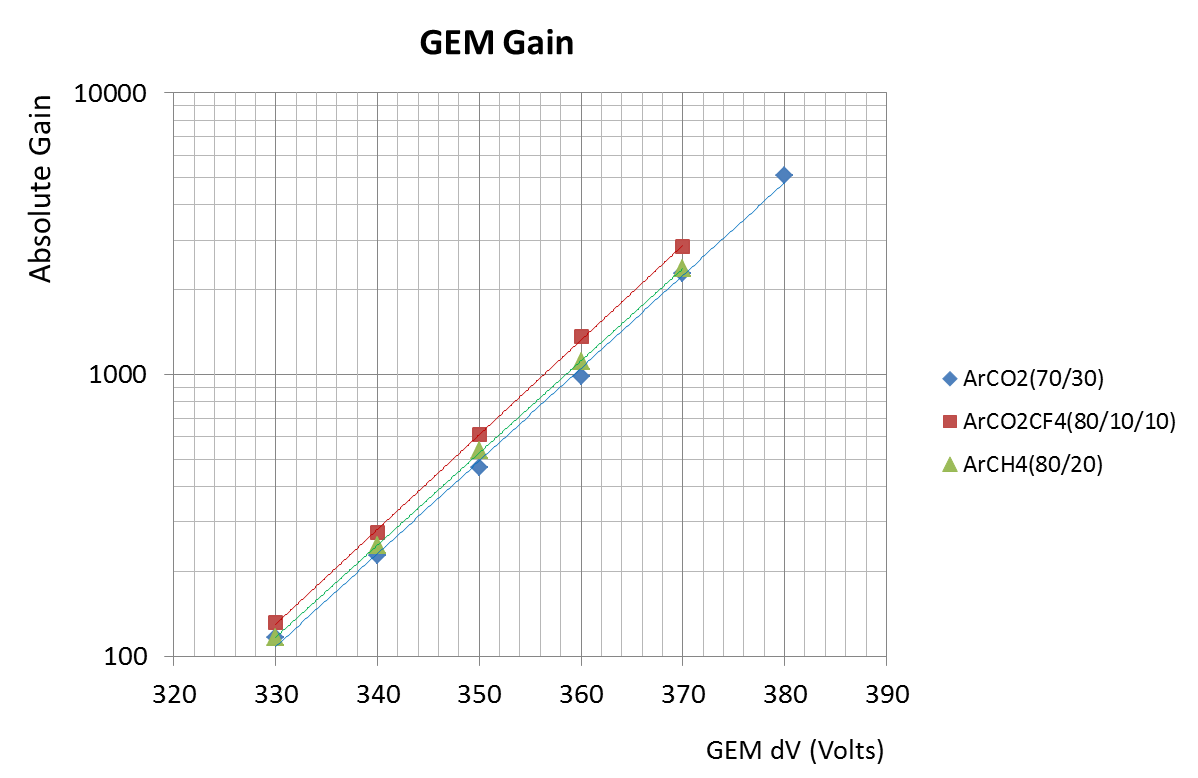 GEM Gain
Absolute Gain
10000
1000
100
320 330 340 350 360 370 380 390
GEM dV (Volts)
ArCO2(70/30)
ArCO2CF4(80/10/10)
ArCH4(80/20)